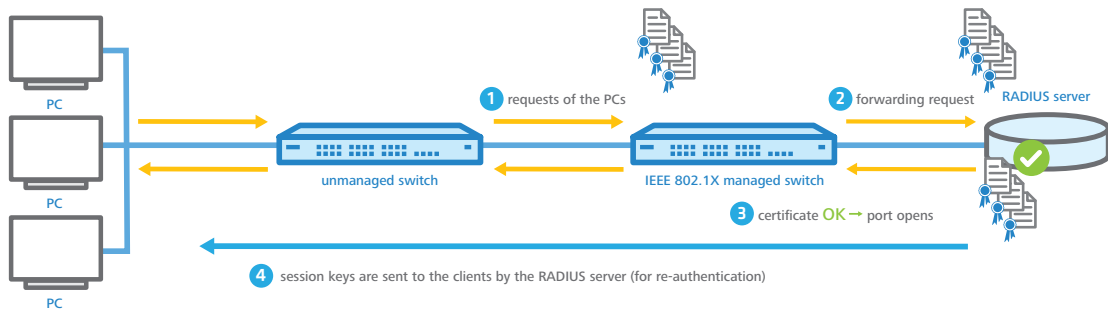 PC
PC
PC
unmanaged switch
1 requests of the PCs
IEEE 802.1X managed switch
2 forwarding request
RADIUS server
3 certificate OK → port opens
4 session keys are sent to the clients by the RADIUS server (for re-authentication)